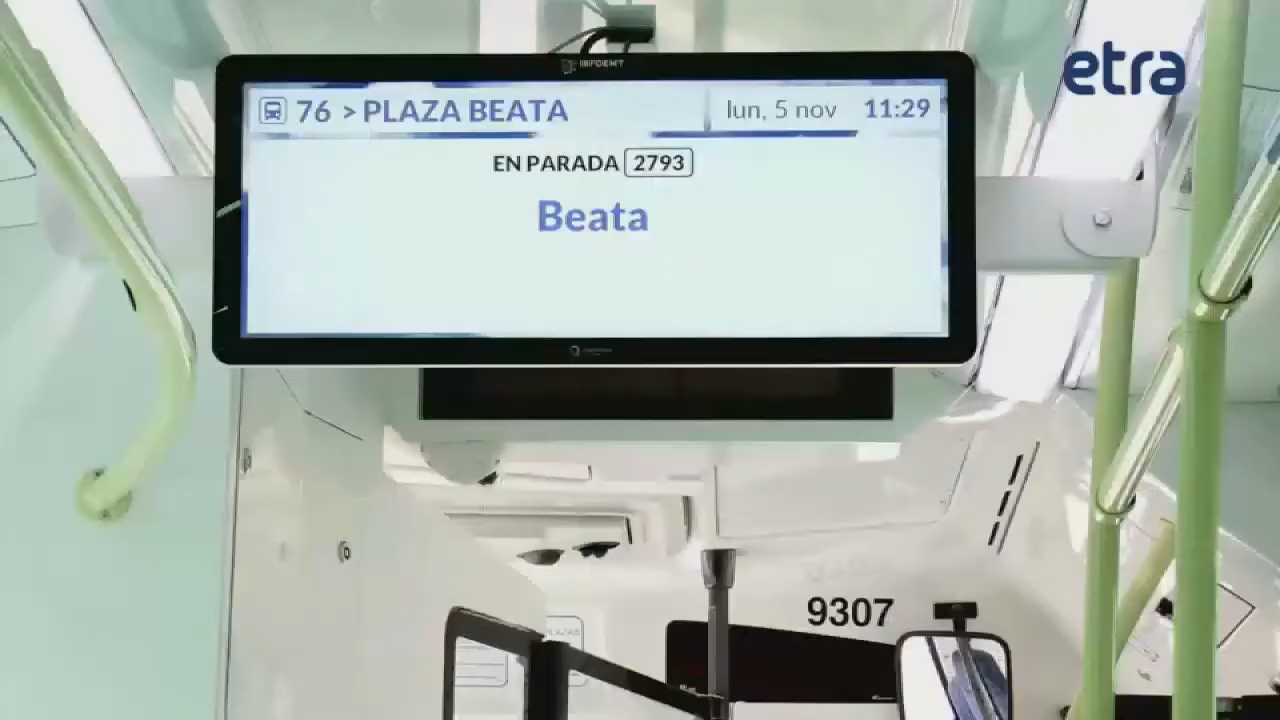 etra
76 > PLAZA BEATA
lun, 5 nov
11:29
EN PARADA 2793
Beata
9307